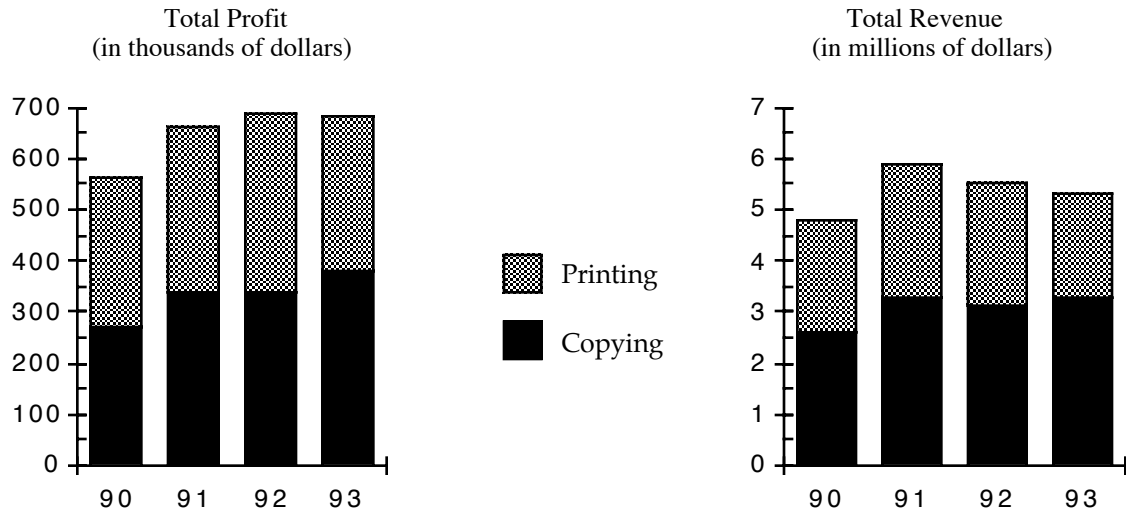 Total Profit
(in thousands of dollars)
700
600
500
400
300
200
100
0
90 91 92 93
Printing
Copying
Total Revenue
(in millions of dollars)
7
6
5
4
3
2
1
0
90 91 92 93